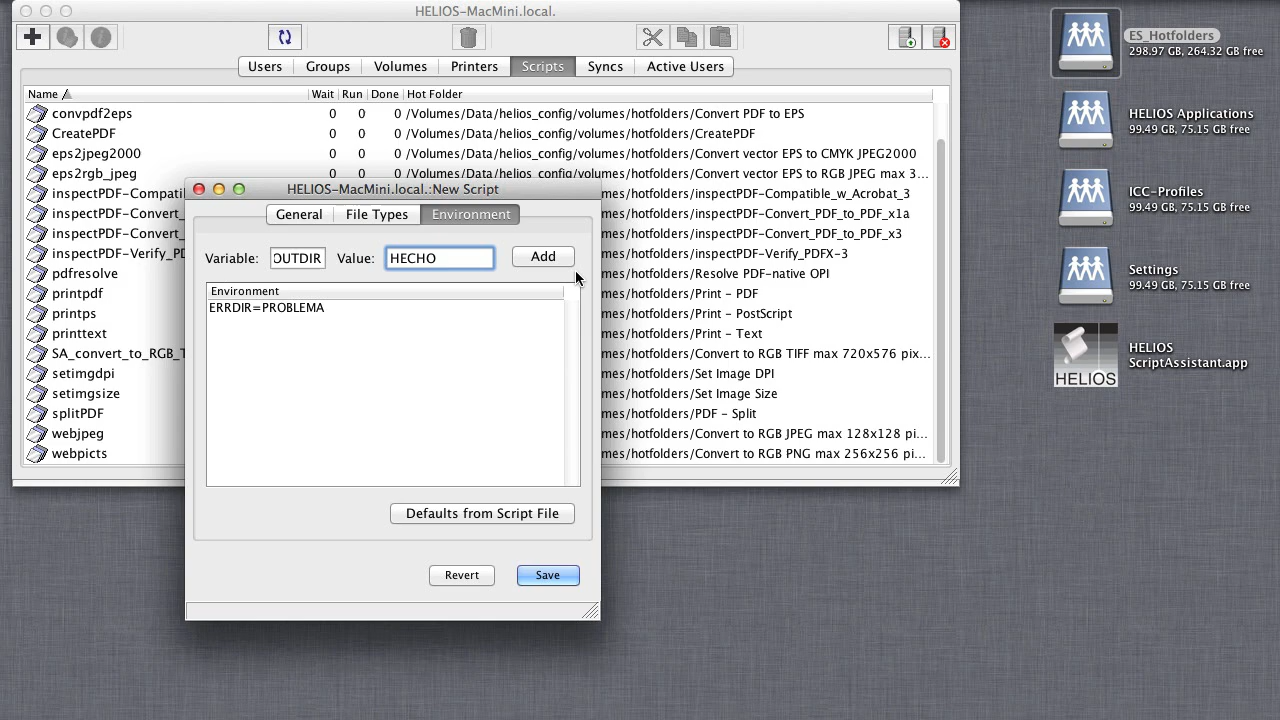 HELIOS-MacMini.local.
Users
Groups
Volumes
Printers
Scripts
Syncs
Active Users
Name Wait Run Done Hot Folder
convpdf2eps 0 0 0 /Volumes/Data/helios_config/volumes/hotfolders/Convert PDF to EPS
CreatePDF 0 0 0 /Volumes/Data/helios_config/volumes/hotfolders/CreatePDF
eps2jpeg2000 0 0 0 /Volumes/Data/helios_config/volumes/hotfolders/Convert vector EPS to CMYK JPEG2000
eps2rgb_jpeg 0 0 0 /Volumes/Data/helios_config/volumes/hotfolders/Convert vector EPS to RGB JPEG max 3...
inspectPDF-Compatib mes/hotfolders/inspectPDF-Compatible_w_Acrobat_3
inspectPDF-Convert_ mes/hotfolders/inspectPDF-Convert_PDF_to_PDF_x1a
inspectPDF-Convert_ mes/hotfolders/inspectPDF-Convert_PDF_to_PDF_x3
inspectPDF-Verify_PD mes/hotfolders/inspectPDF-Verify_PDFX-3
pdfresolve mes/hotfolders/Resolve PDF-native OPI
printpdf mes/hotfolders/Print - PDF
printps mes/hotfolders/Print - PostScript
printtext mes/hotfolders/Print - Text
SA_convert_to_RGB_T mes/hotfolders/Convert to RGB TIFF max 720x576 pix...
setimgdpi mes/hotfolders/Set Image DPI
setimgsize mes/hotfolders/Set Image Size
splitPDF mes/hotfolders/PDF - Split
webjpeg mes/hotfolders/Convert to RGB JPEG max 128x128 pi...
webpicts mes/hotfolders/Convert to RGB PNG max 256x256 pi...
HELIOS-MacMini.local.:New Script
General
File Types
Environment
Variable: OUTDIR Value: HECHO Add
Environment
ERRDIR=PROBLEMA
Defaults from Script File
Revert
Save
ES_Hotfolders
298.97 GB, 264.32 GB free
HELIOS Applications
99.49 GB, 75.15 GB free
ICC-Profiles
99.49 GB, 75.15 GB free
Settings
99.49 GB, 75.15 GB free
HELIOS
HELIOS
ScriptAssistant.app